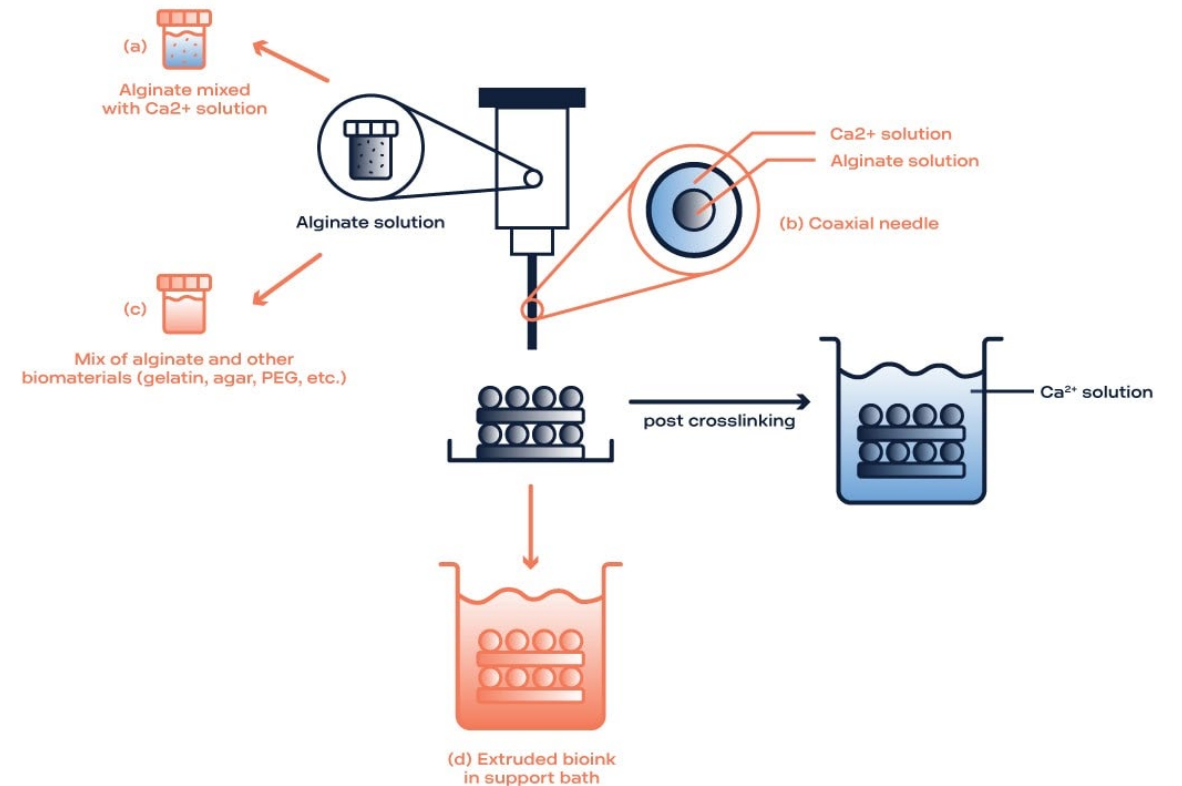 (a)
Alginate mixed
with Ca2+ solution
Alginate solution
Ca2+ solution
Alginate solution
(b) Coaxial needle
(c)
Mix of alginate and other
biomaterials (gelatin, agar, PEG, etc.)
post crosslinking
Ca²⁺ solution
(d) Extruded bioink
in support bath